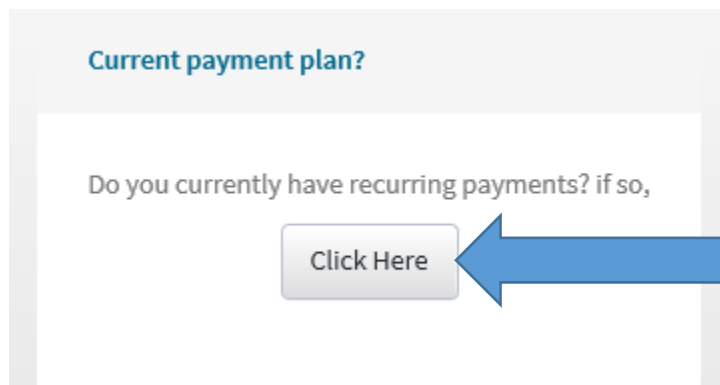 Current payment plan?
Do you currently have recurring payments? if so,
Click Here